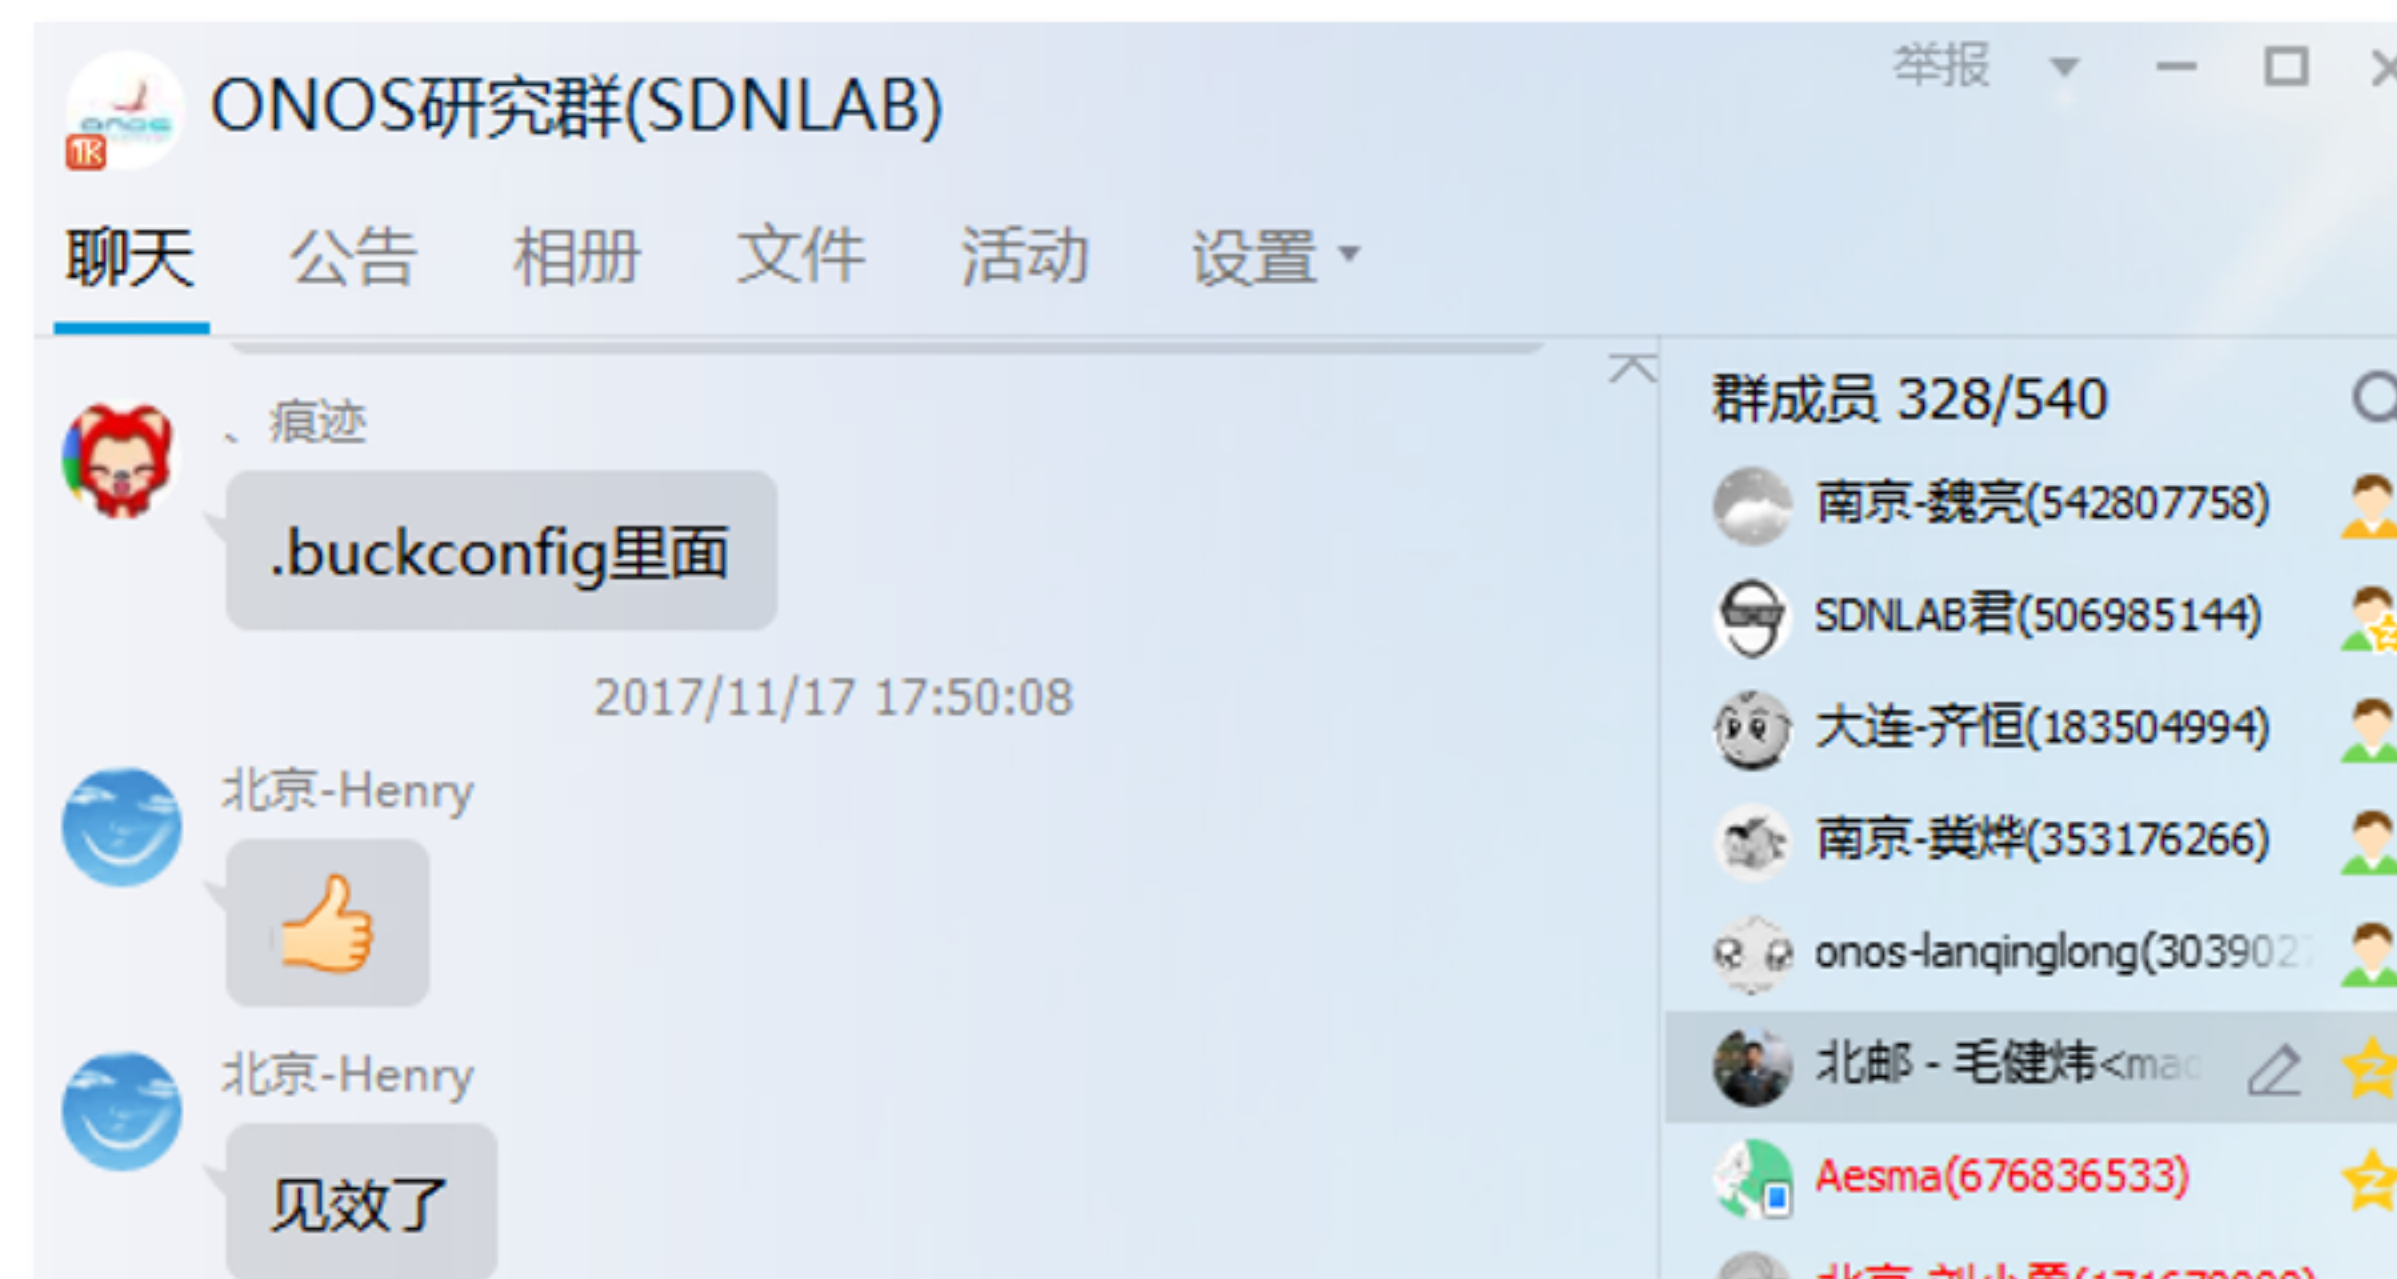 举报
ONOS研究群(SDNLAB)
1K
聊天 公告 相册 文件 活动 设置
、痕迹
.buckconfig里面
2017/11/17 17:50:08
北京-Henry
北京-Henry
见效了
群成员 328/540
南京-魏亮(542807758)
SDNLAB君(506985144)
大连-齐恒(183504994)
南京-龚烨(353176266)
onos-lanqinglong(3039027
北邮 - 毛健炜<mao
Aesma(676836533)